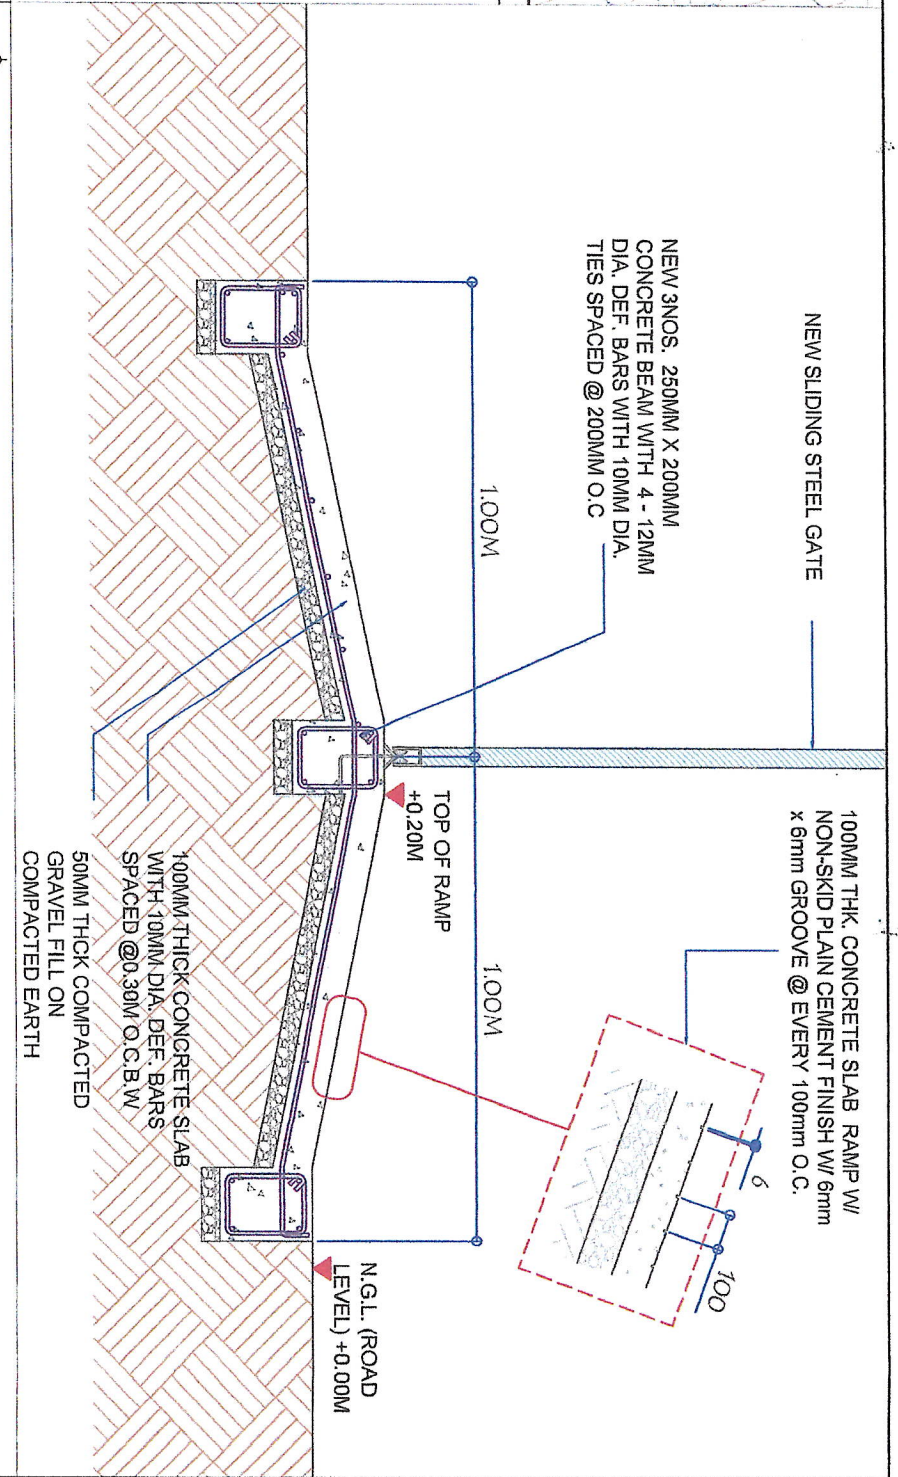 NEW SLIDING STEEL GATE
NEW 3NOS. 250MM X 200MM
CONCRETE BEAM WITH 4 - 12MM
DIA. DEF. BARS WITH 10MM DIA.
TIES SPACED @ 200MM O.C
100MM THK. CONCRETE SLAB RAMP W/
NON-SKID PLAIN CEMENT FINISH W/ 6mm
x 6mm GROOVE @ EVERY 100mm O.C.
6
100
1.00M
1.00M
TOP OF RAMP
+0.20M
N.G.L. (ROAD
LEVEL) +0.00M
100MM THICK CONCRETE SLAB
WITH 10MM DIA. DEF. BARS
SPACED @0.30M O.C.B.W
50MM THCK COMPACTED
GRAVEL FILL ON
COMPACTED EARTH